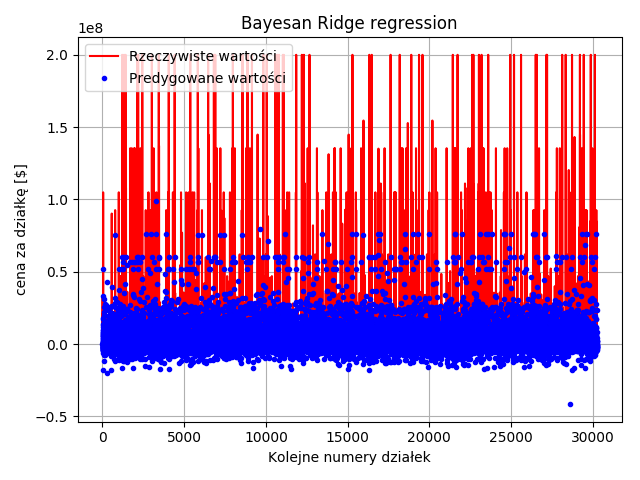 Bayesan Ridge regression
1e8
Rzeczywiste wartości
Predygowane wartości
2.0
1.5
1.0
0.5
0.0
−0.5
cena za działkę [$]
0
5000
10000
15000
20000
25000
30000
Kolejne numery działek